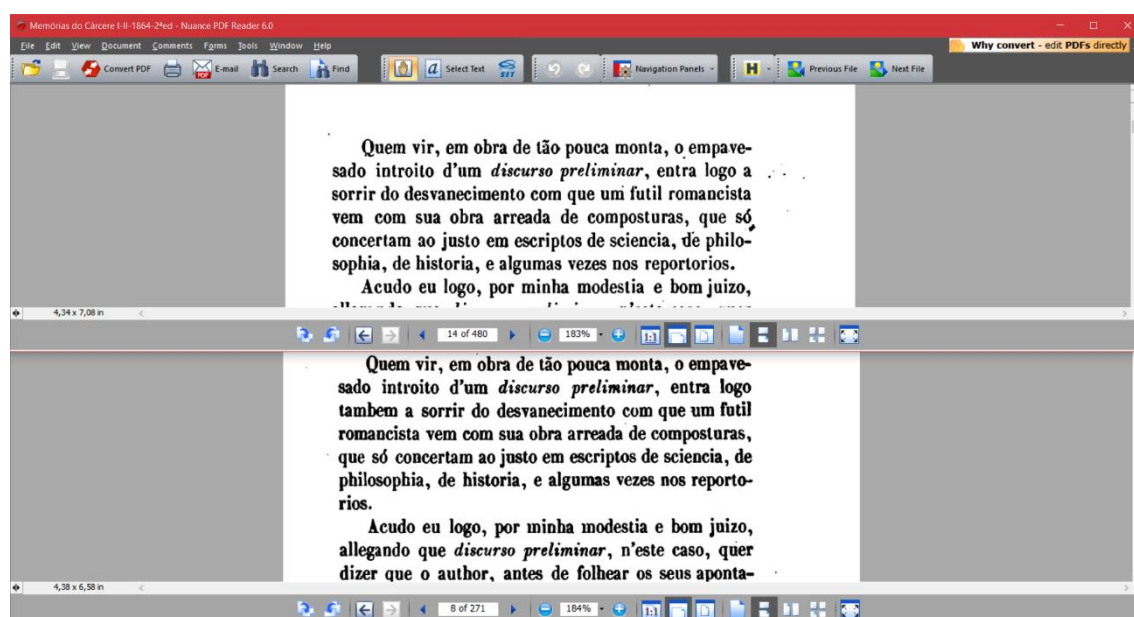 Memórias do Cárcere I-II-1864-2ªed - Nuance PDF Reader 6.0
File Edit View Document Comments Forms Tools Window Help
Why convert - edit PDFs directly
Convert PDF E-mail Search Find Select Text SET Navigation Panels H Previous File Next File
Quem vir, em obra de tão pouca monta, o empave-
sado introito d'um discurso preliminar, entra logo a
sorrir do desvanecimento com que um futil romancista
vem com sua obra arreada de composturas, que só
concertam ao justo em escriptos de sciencia, de philo-
sophia, de historia, e algumas vezes nos reportorios.
Acudo eu logo, por minha modestia e bom juizo,
4,34 x 7,08 in
14 of 480 183% 1:1
Quem vir, em obra de tão pouca monta, o empave-
sado introito d'um discurso preliminar, entra logo
tambem a sorrir do desvanecimento com que um futil
romancista vem com sua obra arreada de composturas,
que só concertam ao justo em escriptos de sciencia, de
philosophia, de historia, e algumas vezes nos reporto-
rios.
Acudo eu logo, por minha modestia e bom juizo,
allegando que discurso preliminar, n'este caso, quer
dizer que o author, antes de folhear os seus aponta-
4,38 x 6,58 in
8 of 271 184% 1:1